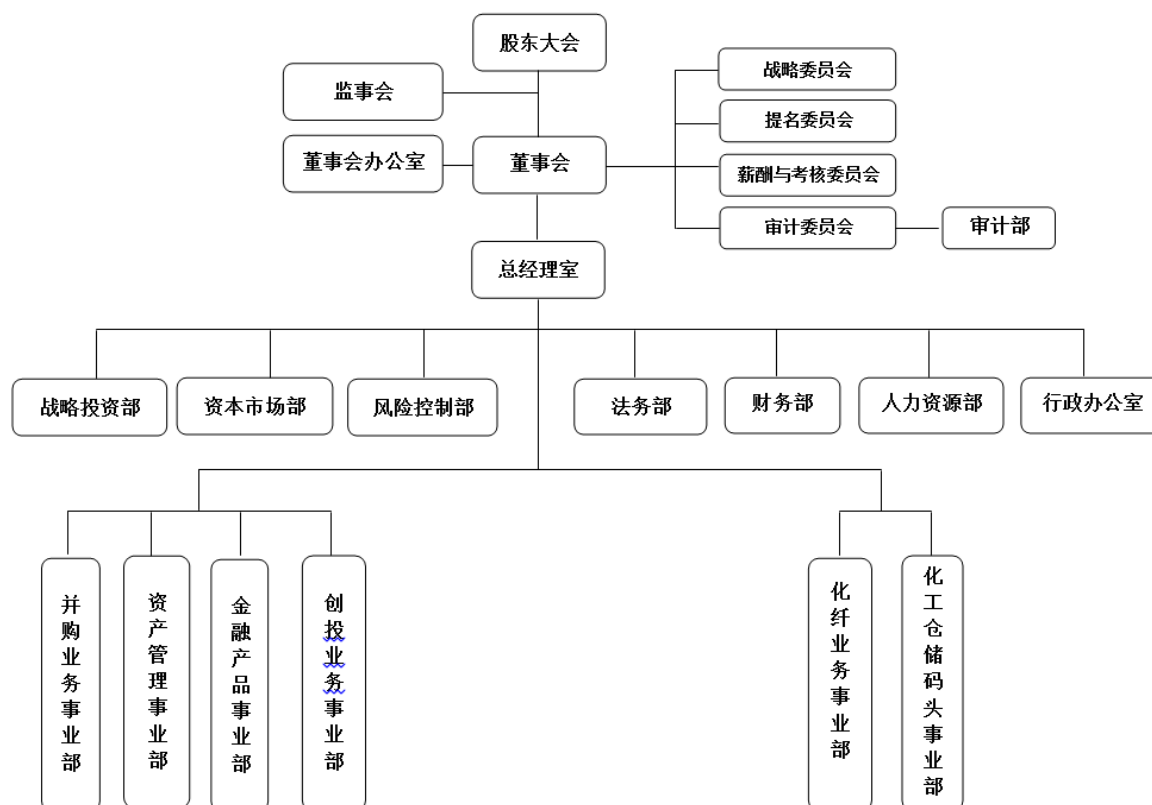 股东大会
监事会
战略委员会
提名委员会
董事会办公室
董事会
薪酬与考核委员会
审计委员会
审计部
总经理室
战略投资部
资本市场部
风险控制部
法务部
财务部
人力资源部
行政办公室
并购业务事业部
资产管理事业部
金融产品事业部
创投业务事业部
化纤业务事业部
化工仓储码头事业部